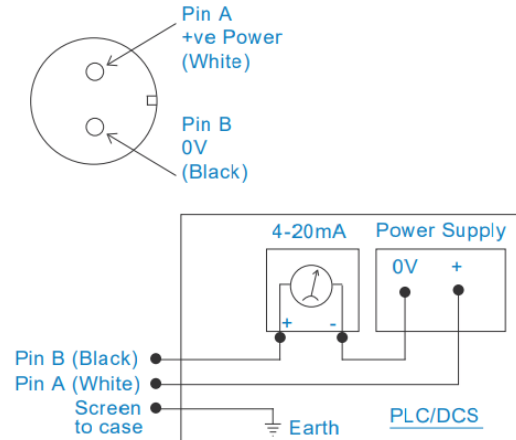 Pin A
+ve Power
(White)
Pin B
0V
(Black)
4-20mA
Power Supply
0V +
+ -
Pin B (Black)
Pin A (White)
Screen
to case
Earth
PLC/DCS